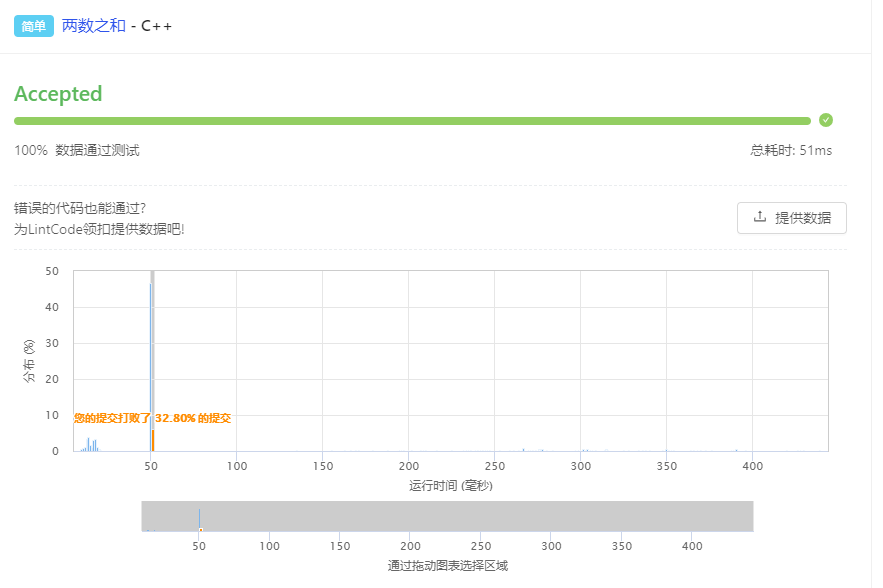 简单 两数之和 - C++
Accepted
100% 数据通过测试 总耗时: 51ms
错误的代码也能通过?
为LintCode领扣提供数据吧!
提供数据
50
40
30
20
10
0
分布 (%)
您的提交打败了 32.80% 的提交
50 100 150 200 250 300 350 400
运行时间 (毫秒)
50 100 150 200 250 300 350 400
通过拖动图表选择区域